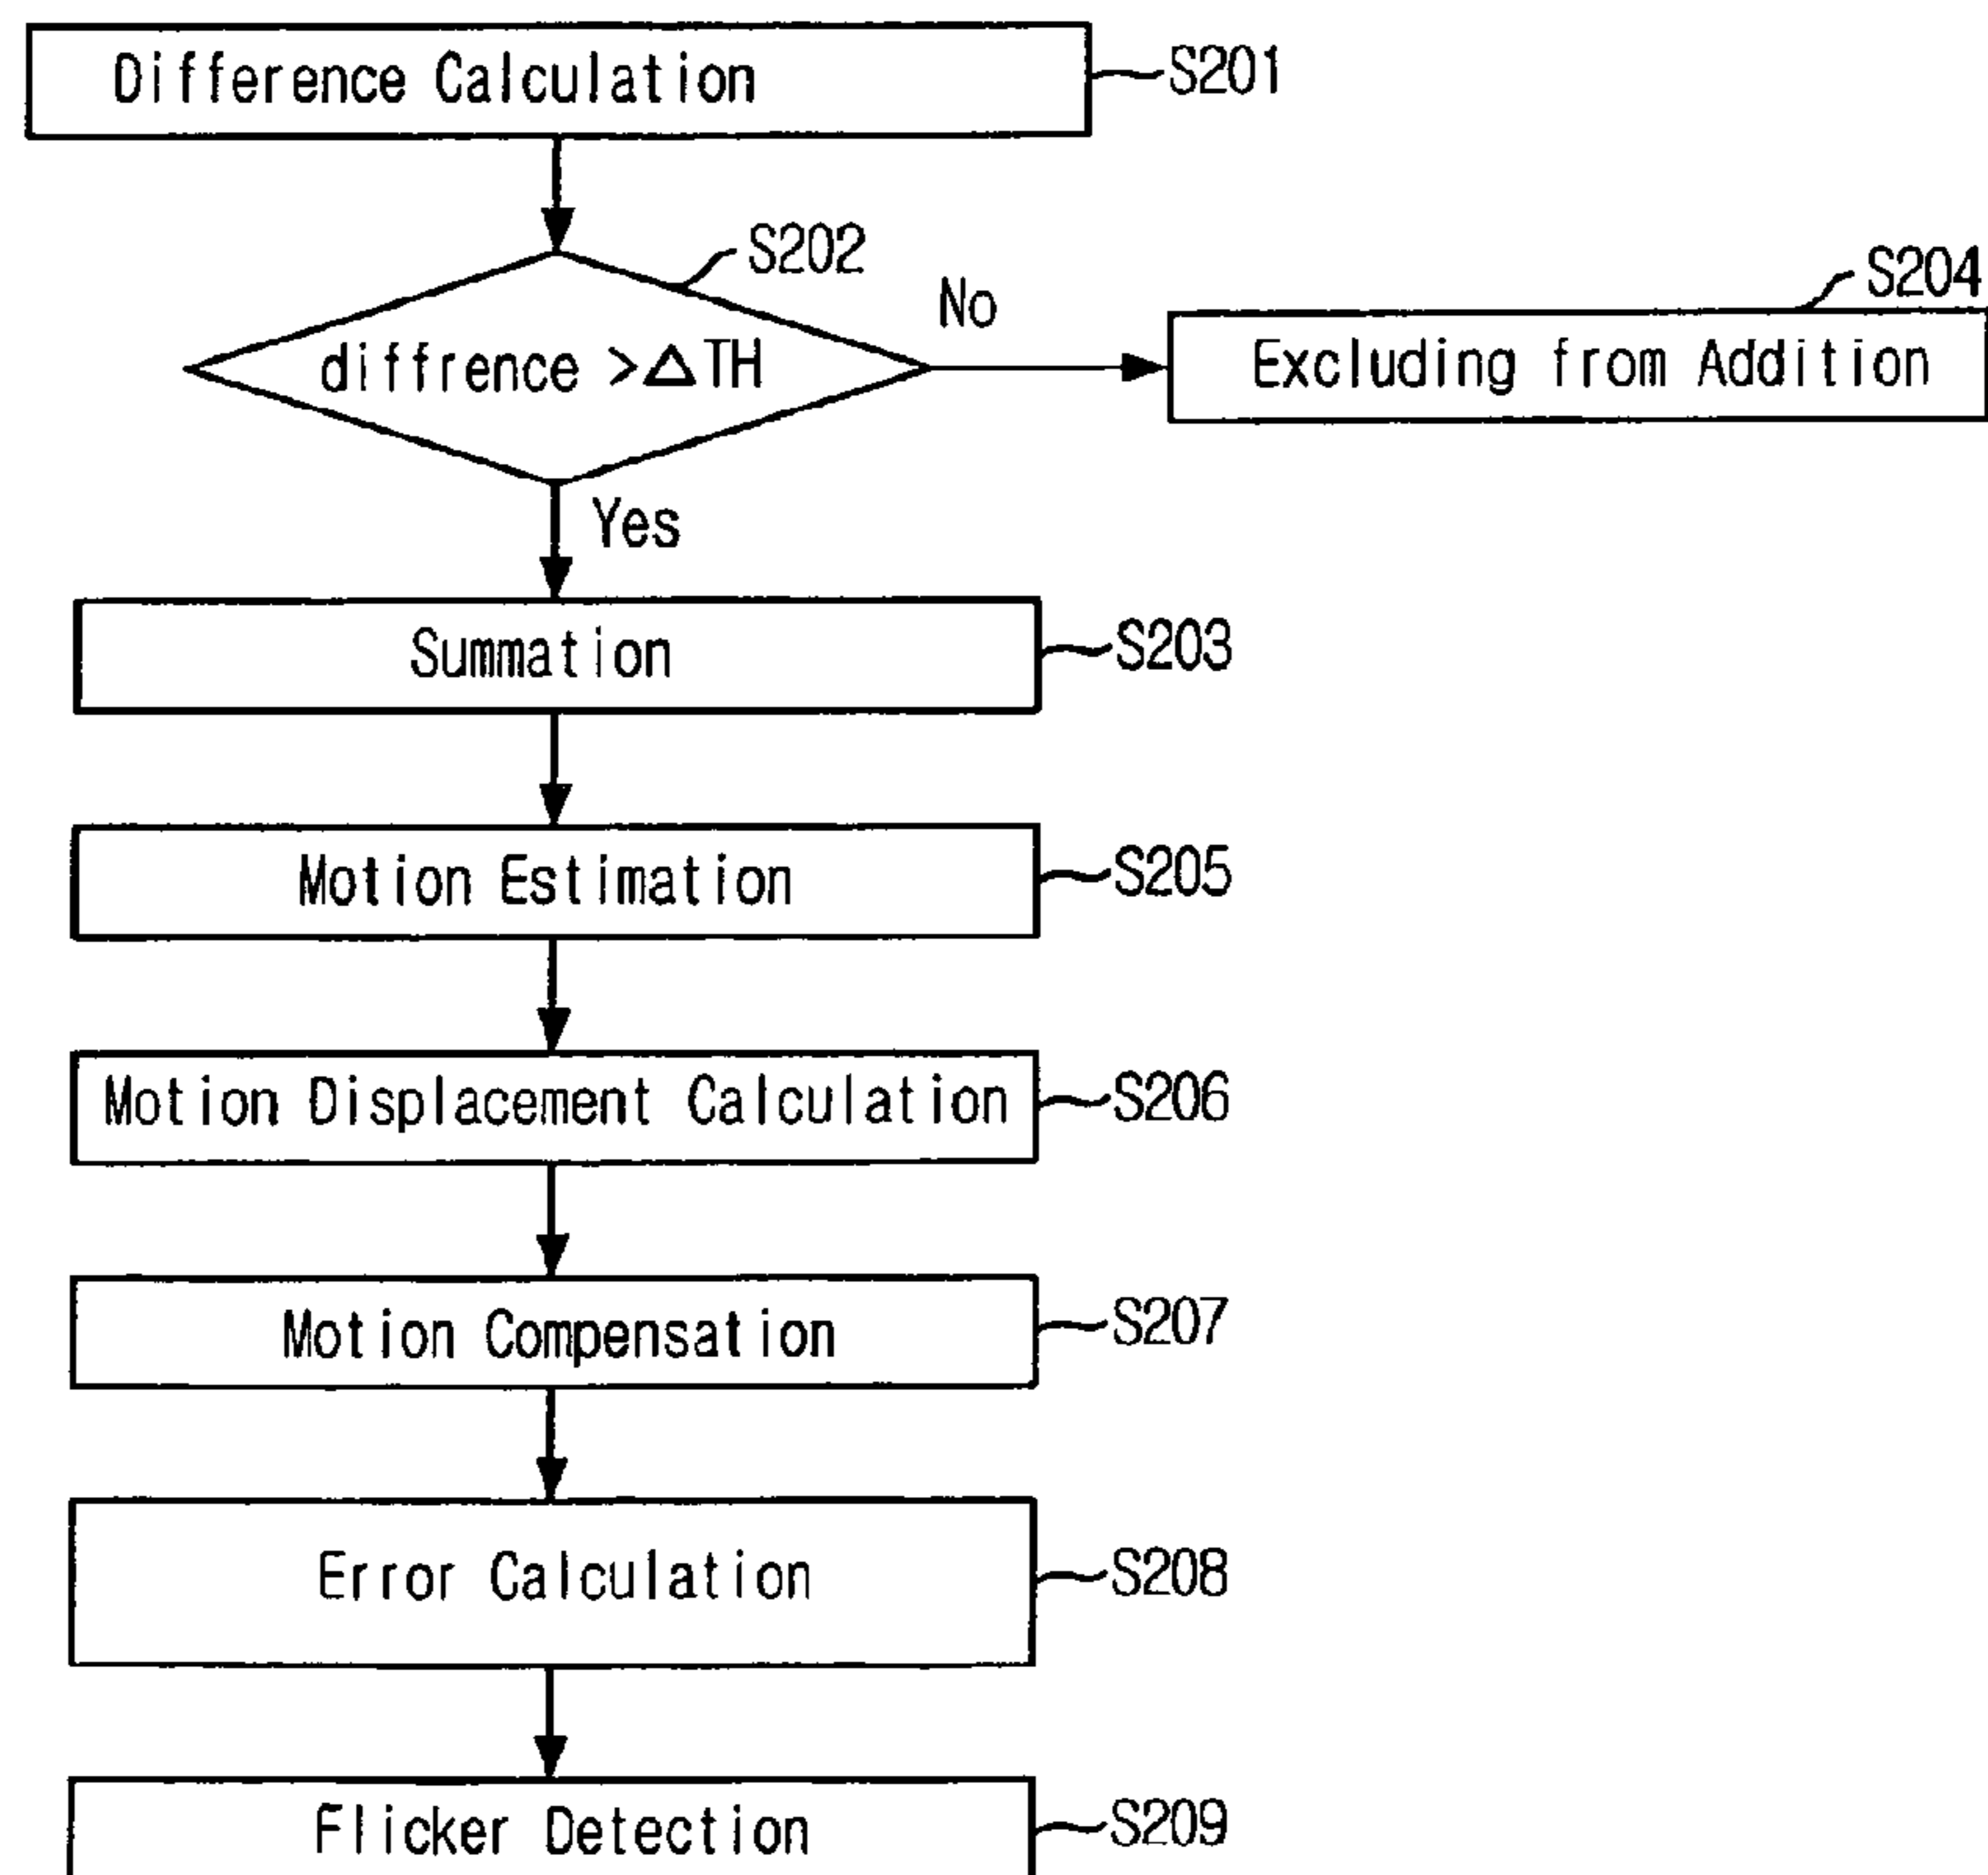 Difference Calculation
S201
S202
diffrence >△TH
No
S204
Excluding from Addition
Yes
Summation
S203
Motion Estimation
S205
Motion Displacement Calculation
S206
Motion Compensation
S207
Error Calculation
S208
Flicker Detection
S209